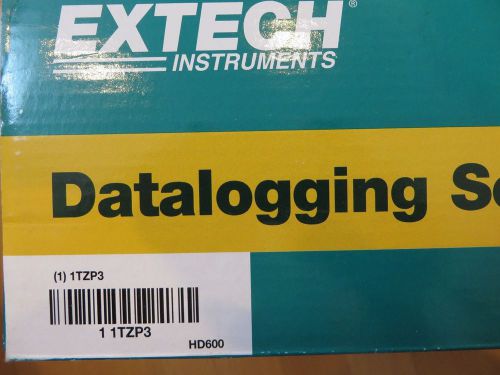 EXTECH®
INSTRUMENTS
Datalogging
(1) 1TZP3
1 1TZP3
HD600